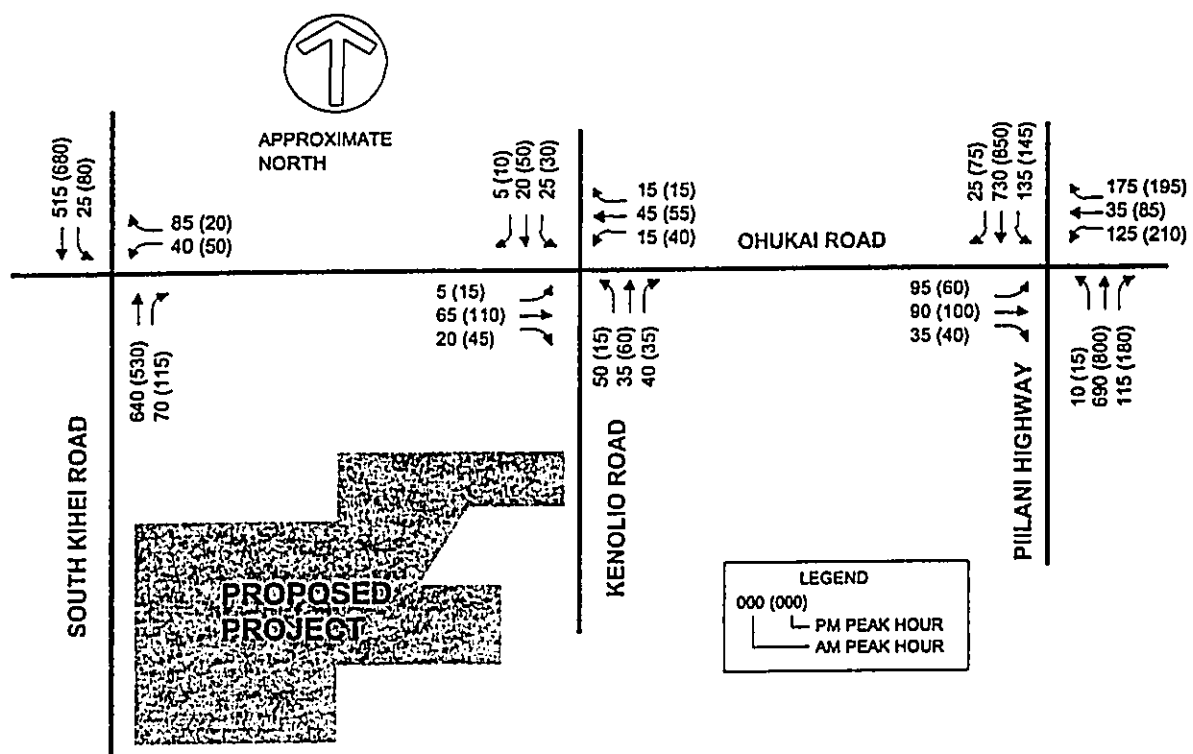 APPROXIMATE
NORTH
515 (680)
25 (80)
85 (20)
40 (50)
5 (10)
20 (50)
25 (30)
15 (15)
45 (55)
15 (40)
OHUKAI ROAD
25 (75)
730 (850)
135 (145)
175 (195)
35 (85)
125 (210)
640 (530)
70 (115)
5 (15)
65 (110)
20 (45)
50 (15)
35 (60)
40 (35)
95 (60)
90 (100)
35 (40)
10 (15)
690 (800)
115 (180)
SOUTH KIHEI ROAD
KENOLIO ROAD
PIILANI HIGHWAY
PROPOSED
PROJECT
LEGEND
000 (000)
PM PEAK HOUR
AM PEAK HOUR